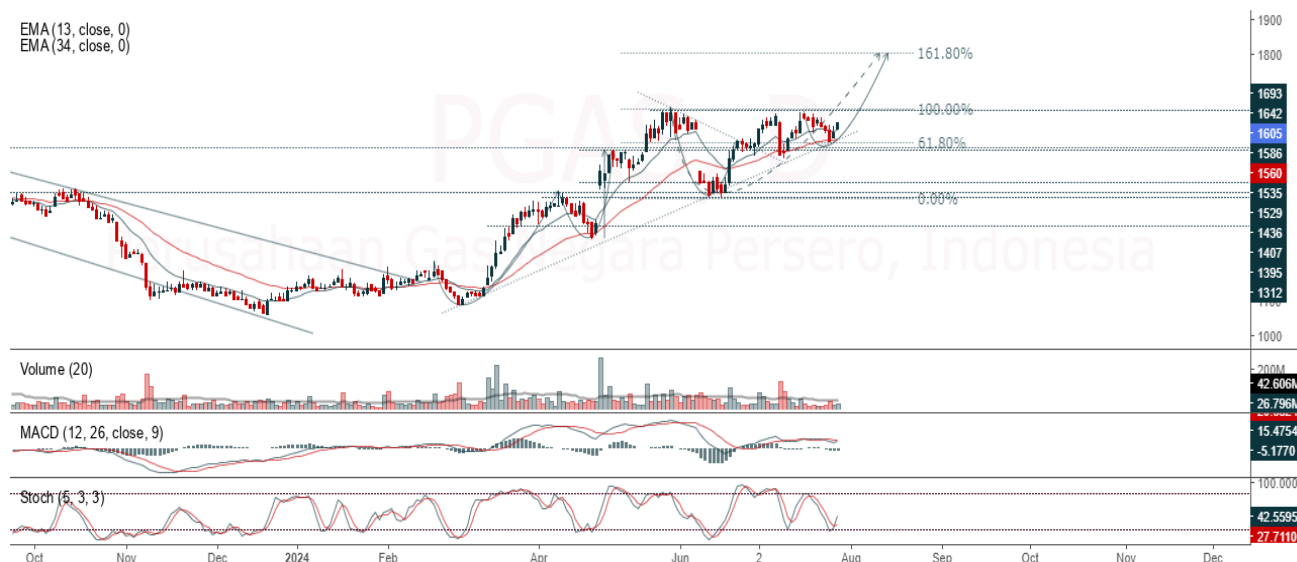 EMA (13, close, 0)
EMA (34, close, 0)
PGAS, D
Perusahaan Gas Negara Persero, Indonesia
161.80%
100.00%
61.80%
0.00%
1900
1800
1693
1642
1605
1586
1560
1535
1529
1436
1407
1395
1312
1000
Volume (20)
200M
42.606M
26.796M
MACD (12, 26, close, 9)
15.4754
-5.1770
Stoch (5, 3, 3)
100.000
42.5595
27.7110
Oct
Nov
Dec
2024
Feb
Apr
Jun
2
Aug
Sep
Oct
Nov
Dec